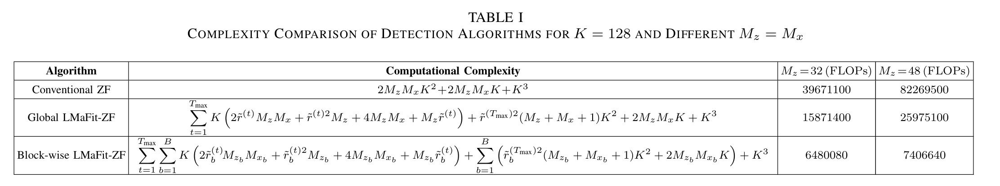 TABLE I
COMPLEXITY COMPARISON OF DETECTION ALGORITHMS FOR $K = 128$ AND DIFFERENT $M_z = M_x$
Algorithm | Computational Complexity | $M_z = 32$ (FLOPs) | $M_z = 48$ (FLOPs)
Conventional ZF | $2M_zM_xK^2 + 2M_zM_xK + K^3$ | 39671100 | 82269500
Global LMaFit-ZF | $\sum_{t=1}^{T_{\max}} K\left(2\tilde{r}^{(t)}M_zM_x + \tilde{r}^{(t)2}M_z + 4M_zM_x + M_z\tilde{r}^{(t)}\right) + \tilde{r}^{(T_{\max})2}(M_z + M_x + 1)K^2 + 2M_zM_xK + K^3$ | 15871400 | 25975100
Block-wise LMaFit-ZF | $\sum_{t=1}^{T_{\max}} \sum_{b=1}^{B} K\left(2\tilde{r}_b^{(t)}M_{z_b}M_{x_b} + \tilde{r}_b^{(t)2}M_{z_b} + 4M_{z_b}M_{x_b} + M_{z_b}\tilde{r}_b^{(t)}\right) + \sum_{b=1}^{B}\left(\tilde{r}_b^{(T_{\max})2}(M_{z_b} + M_{x_b} + 1)K^2 + 2M_{z_b}M_{x_b}K\right) + K^3$ | 6480080 | 7406640